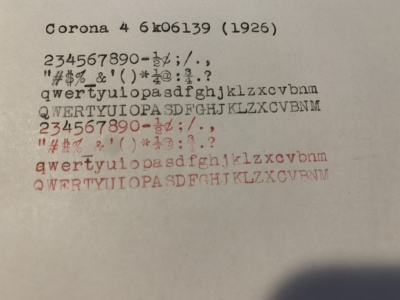 Corona 4 6k06139 (1926)
234567890-½¢;/.,
"#$%_&'()*¼@:¾.?
qwertyuiopasdfghjklzxcvbnm
QWERTYUIOPASDFGHJKLZXCVBNM
234567890-½¢;/.,
"#$%_&'()*¼@:¾.?
qwertyuiopasdfghjklzxcvbnm
QWERTYUIOPASDFGHJKLZXCVBNM